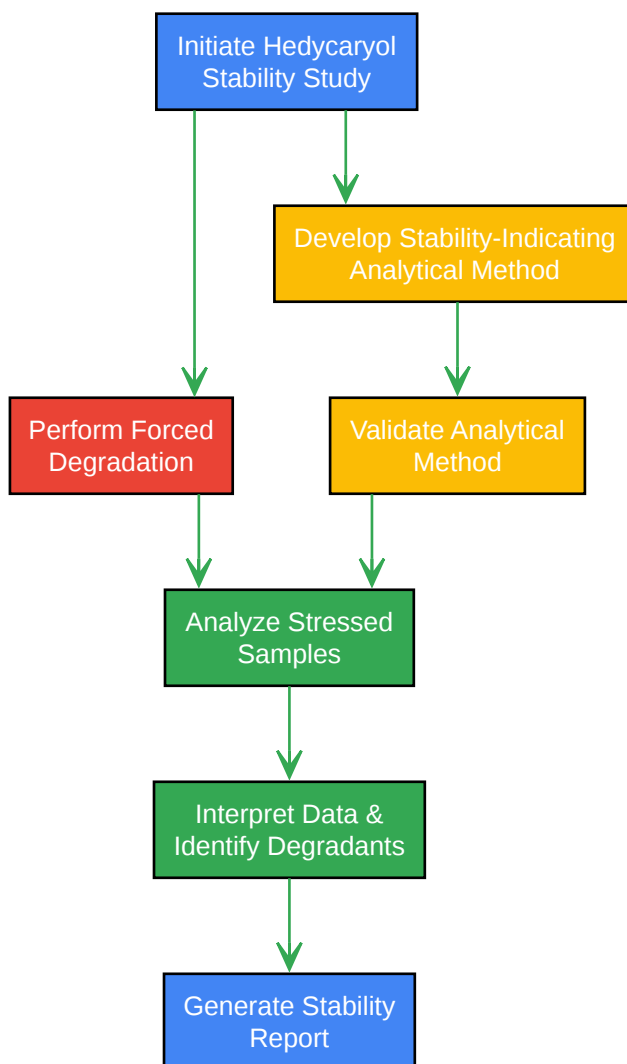 Initiate Hedycaryol
Stability Study
Develop Stability-Indicating
Analytical Method
Perform Forced
Degradation
Validate Analytical
Method
Analyze Stressed
Samples
Interpret Data &
Identify Degradants
Generate Stability
Report